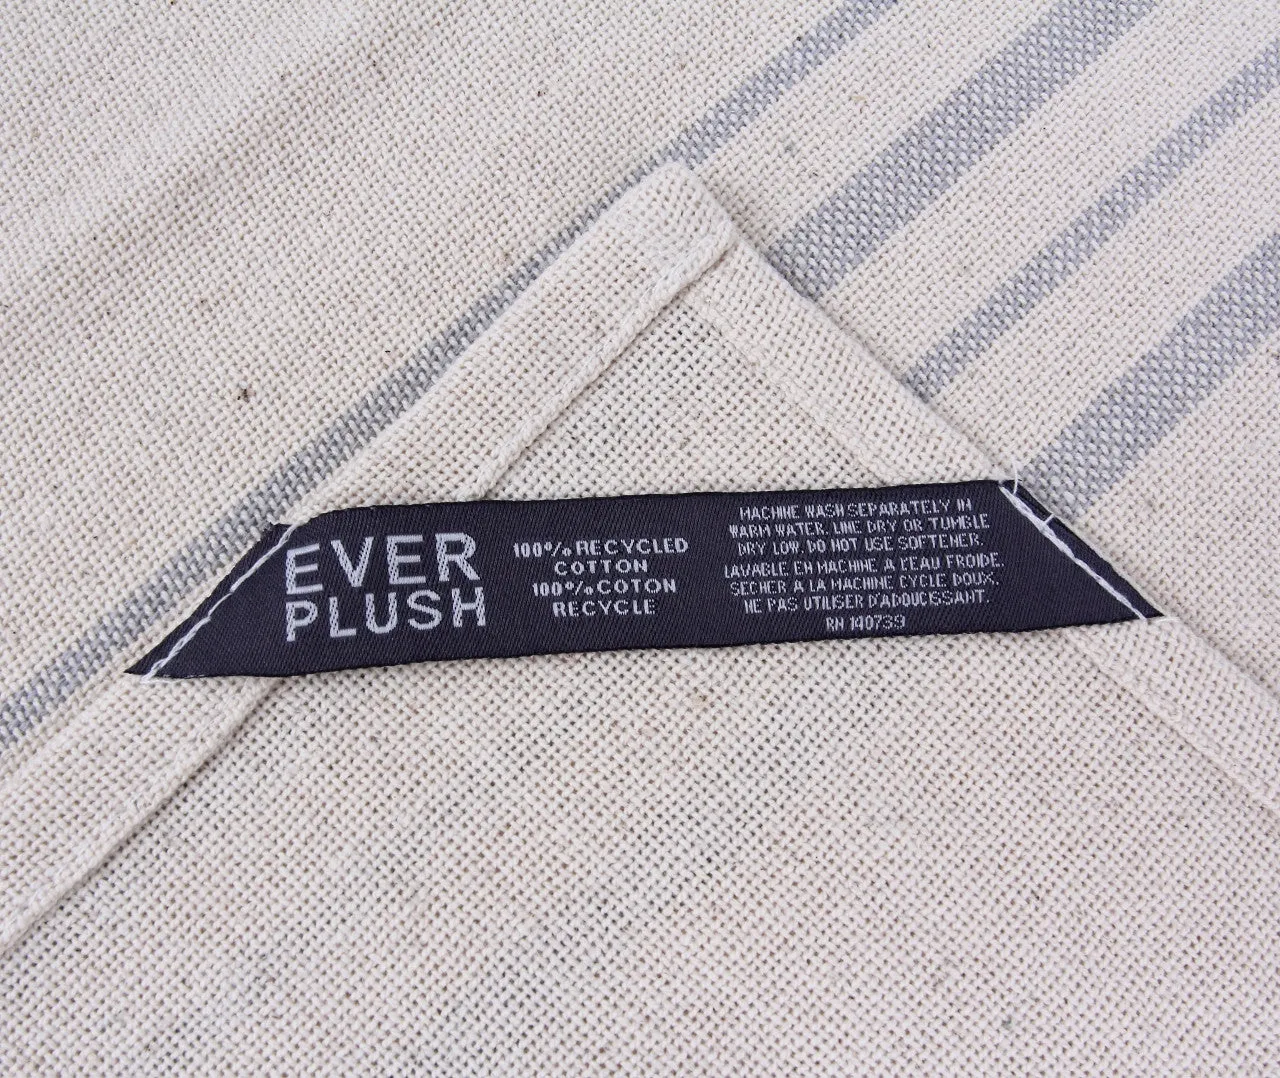 EVER
PLUSH
100% RECYCLED
COTTON
100% COTON
RECYCLE
MACHINE WASH SEPARATELY IN
WARM WATER. LINE DRY OR TUMBLE
DRY LOW. DO NOT USE SOFTENER.
LAVABLE EN MACHINE A L'EAU FROIDE.
SECHER A LA MACHINE CYCLE DOUX.
NE PAS UTILISER D'ADOUCISSANT.
RN 140739